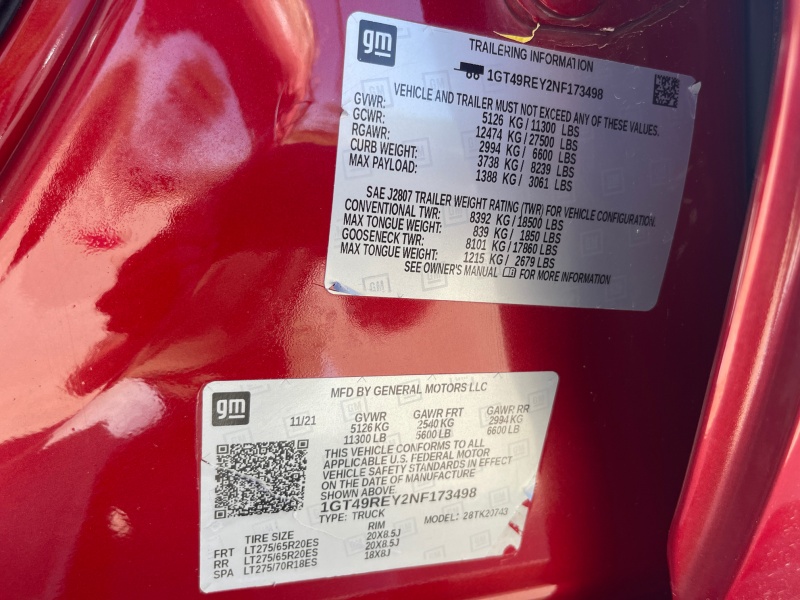 gm
TRAILERING INFORMATION
1GT49REY2NF173498
VEHICLE AND TRAILER MUST NOT EXCEED ANY OF THESE VALUES.
GVWR: 5126 KG/ 11300 LBS
GCWR: 12474 KG/ 27500 LBS
RGAWR: 2994 KG/ 6600 LBS
CURB WEIGHT: 3738 KG/ 8239 LBS
MAX PAYLOAD: 1388 KG/ 3061 LBS
SAE J2807 TRAILER WEIGHT RATING (TWR) FOR VEHICLE CONFIGURATION.
CONVENTIONAL TWR: 8392 KG/ 18500 LBS
MAX TONGUE WEIGHT: 839 KG/ 1850 LBS
GOOSENECK TWR: 8101 KG/ 17860 LBS
MAX TONGUE WEIGHT: 1215 KG/ 2679 LBS
SEE OWNER'S MANUAL FOR MORE INFORMATION
gm
MFD BY GENERAL MOTORS LLC
11/21 GVWR GAWR FRT GAWR RR
5126 KG 2540 KG 2994 KG
11300 LB 5600 LB 6600 LB
THIS VEHICLE CONFORMS TO ALL
APPLICABLE U.S. FEDERAL MOTOR
VEHICLE SAFETY STANDARDS IN EFFECT
ON THE DATE OF MANUFACTURE
SHOWN ABOVE.
1GT49REY2NF173498
TYPE: TRUCK MODEL: 28TK20743
TIRE SIZE RIM
FRT LT275/65R20ES 20X8.5J
RR LT275/65R20ES 20X8.5J
SPA LT275/70R18ES 18X8J